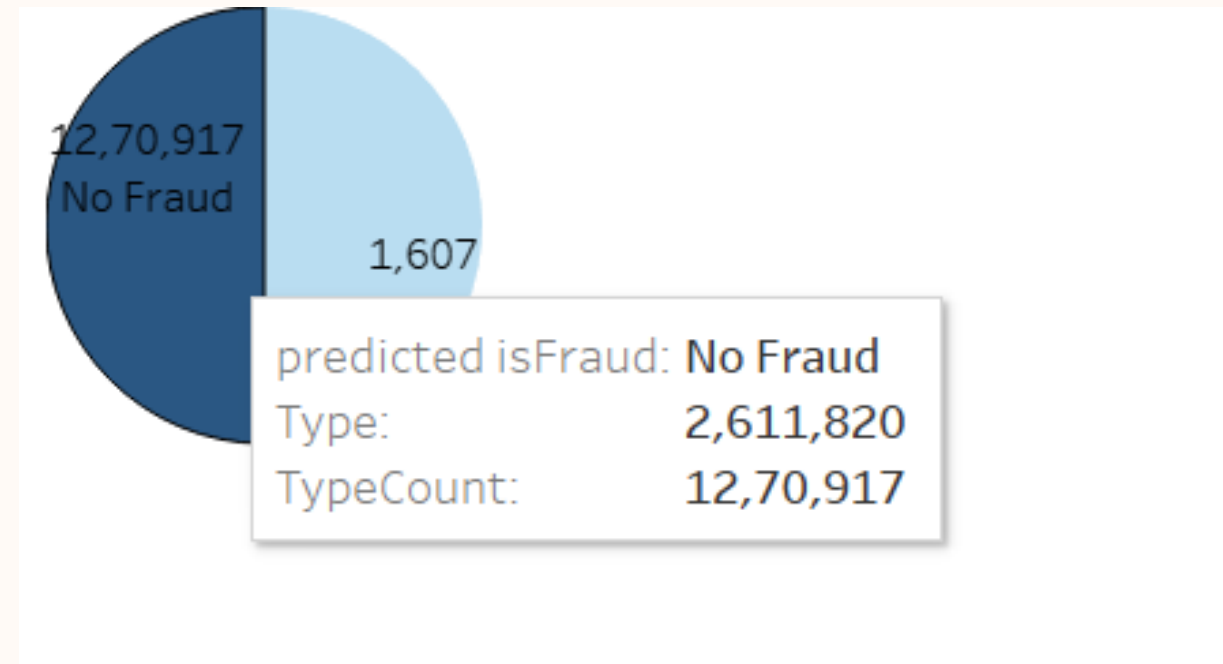 12,70,917
No Fraud
1,607
predicted isFraud: No Fraud
Type: 2,611,820
TypeCount: 12,70,917